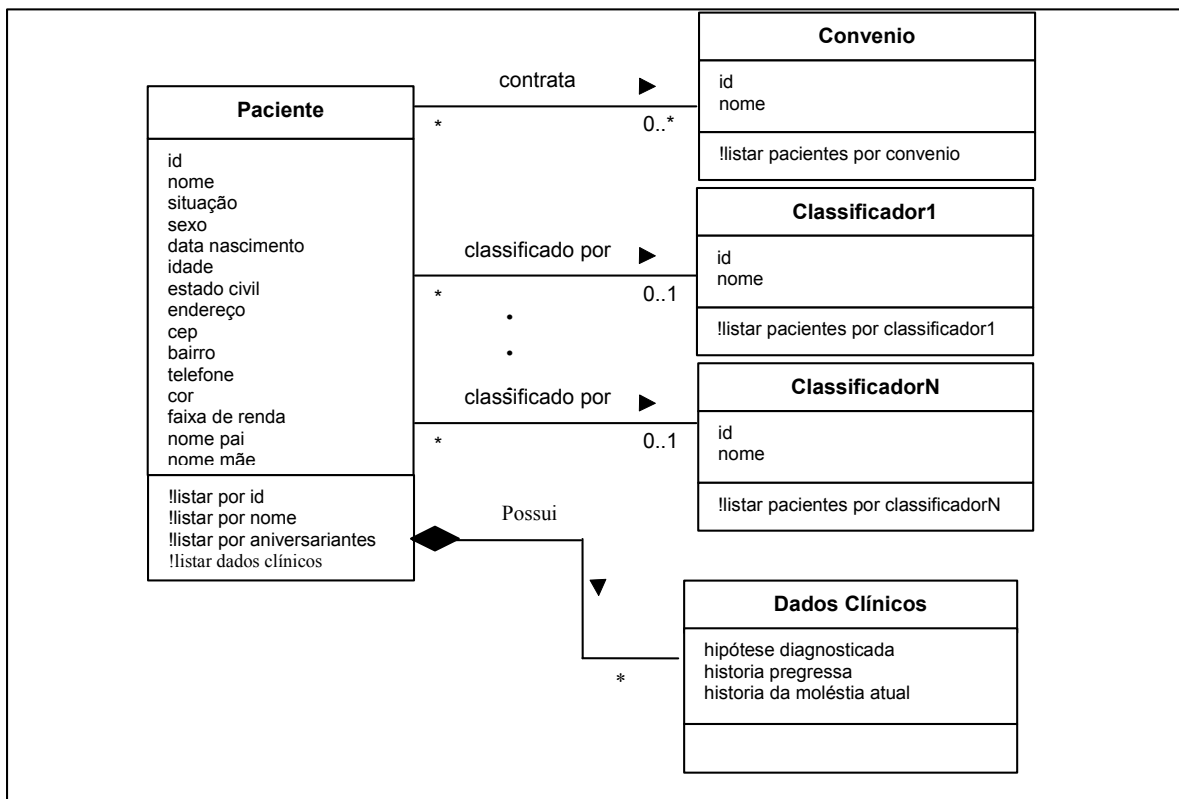 Paciente
id
nome
situação
sexo
data nascimento
idade
estado civil
endereço
cep
bairro
telefone
cor
faixa de renda
nome pai
nome mãe
!listar por id
!listar por nome
!listar por aniversariantes
!listar dados clínicos
contrata
*
0..*
Convenio
id
nome
!listar pacientes por convenio
classificado por
*
0..1
Classificador1
id
nome
!listar pacientes por classificador1
classificado por
*
0..1
ClassificadorN
id
nome
!listar pacientes por classificadorN
Possui
*
Dados Clínicos
hipótese diagnosticada
historia pregressa
historia da moléstia atual